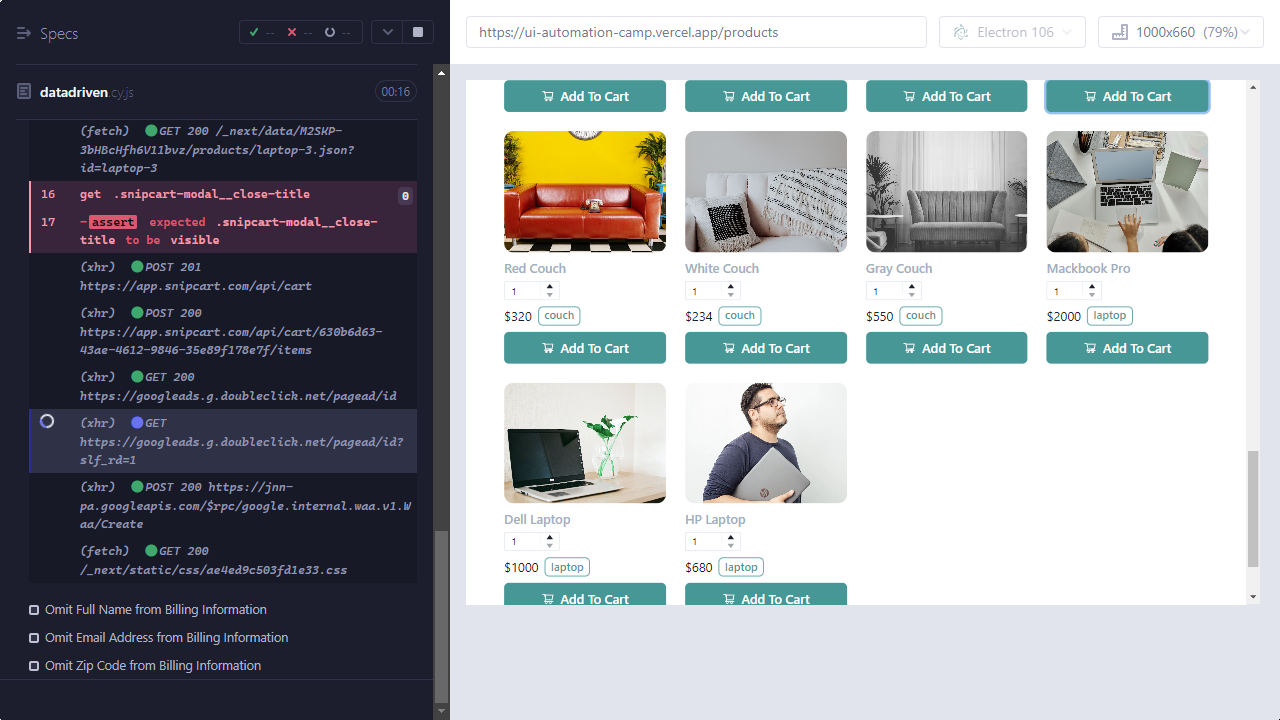 Specs
-- -- --
datadriven.cy.js 00:16
(fetch) GET 200 /_next/data/M2SKP-
3bHBcHfh6V11bvz/products/laptop-3.json?
id=laptop-3
16 get .snipcart-modal__close-title 0
17 -assert expected .snipcart-modal__close-
title to be visible
(xhr) POST 201
https://app.snipcart.com/api/cart
(xhr) POST 200
https://app.snipcart.com/api/cart/630b6d63-
43ae-4612-9846-35e89f178e7f/items
(xhr) GET 200
https://googleads.g.doubleclick.net/pagead/id
(xhr) GET
https://googleads.g.doubleclick.net/pagead/id?
slf_rd=1
(xhr) POST 200 https://jnn-
pa.googleapis.com/$rpc/google.internal.waa.v1.W
aa/Create
(fetch) GET 200
/_next/static/css/ae4ed9c503fd1e33.css
Omit Full Name from Billing Information
Omit Email Address from Billing Information
Omit Zip Code from Billing Information
https://ui-automation-camp.vercel.app/products
Electron 106
1000x660 (79%)
Add To Cart Add To Cart Add To Cart Add To Cart
Red Couch White Couch Gray Couch Mackbook Pro
1 1 1 1
$320 couch $234 couch $550 couch $2000 laptop
Add To Cart Add To Cart Add To Cart Add To Cart
Dell Laptop HP Laptop
1 1
$1000 laptop $680 laptop
Add To Cart Add To Cart